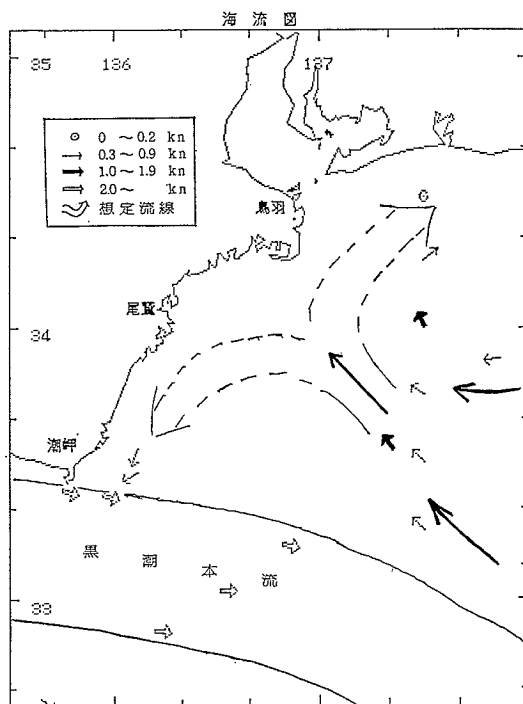 海流図
35 136 137
0 ～0.2 kn
0.3～0.9 kn
1.0～1.9 kn
2.0～ kn
想定流線
鳥羽
尾鷲
34
潮岬
黒潮本流
33